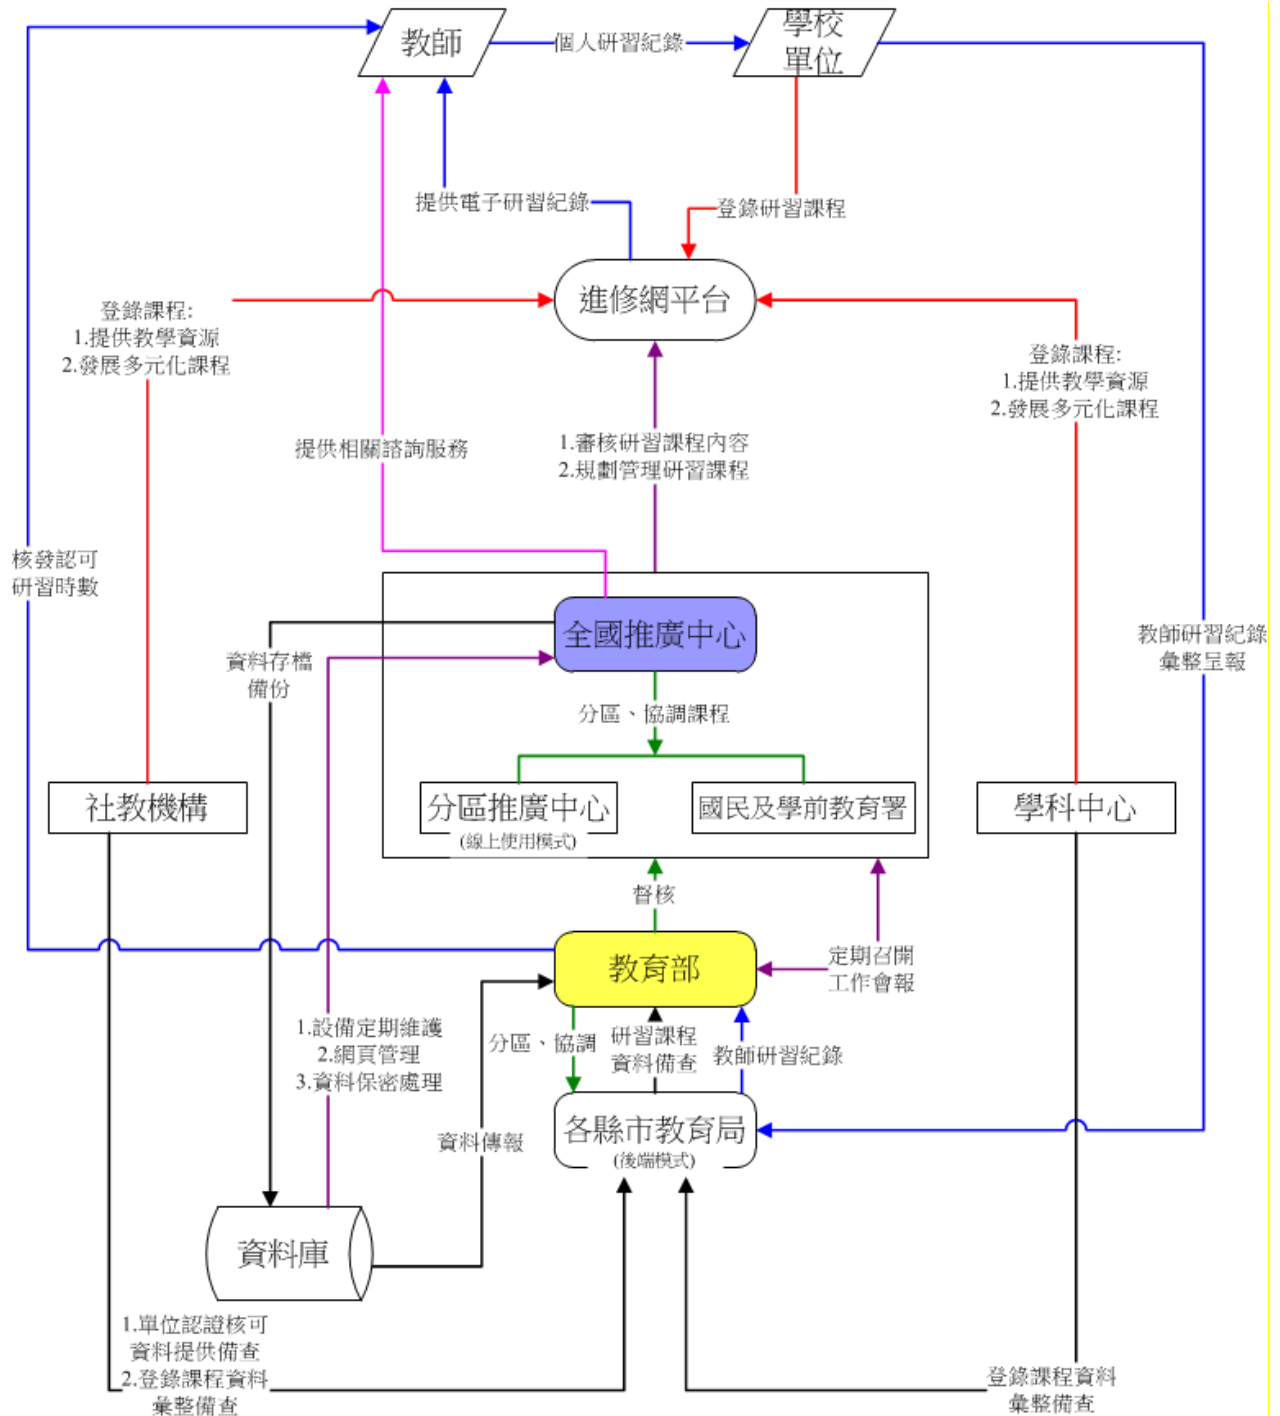 教師
個人研習紀錄
學校
單位
提供電子研習紀錄
登錄研習課程
進修網平台
登錄課程:
1.提供教學資源
2.發展多元化課程
登錄課程:
1.提供教學資源
2.發展多元化課程
提供相關諮詢服務
1.審核研習課程內容
2.規劃管理研習課程
核發認可
研習時數
全國推廣中心
教師研習紀錄
彙整呈報
資料存檔
備份
分區、協調課程
社教機構
分區推廣中心
(線上使用模式)
國民及學前教育署
學科中心
督核
教育部
定期召開
工作會報
1.設備定期維護
2.網頁管理
3.資料保密處理
分區、協調
研習課程
資料備查
教師研習紀錄
各縣市教育局
(後端模式)
資料傳報
資料庫
1.單位認證核可
資料提供備查
2.登錄課程資料
彙整備查
登錄課程資料
彙整備查